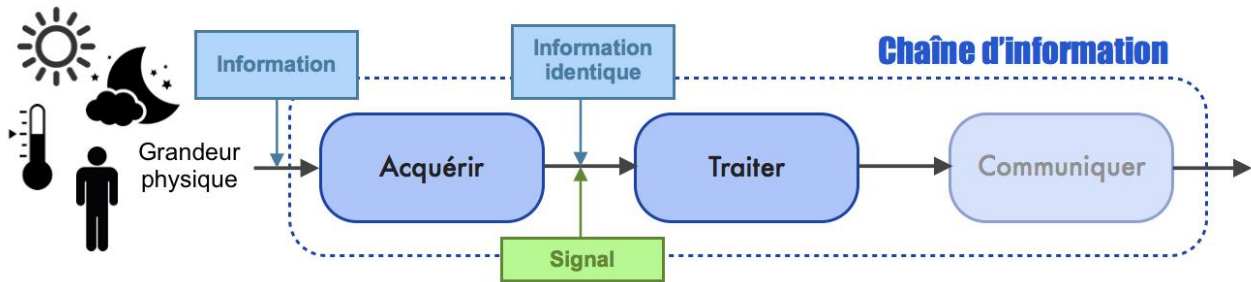 Chaîne d'information
Information
Information
identique
Grandeur
physique
Acquérir
Traiter
Communiquer
Signal